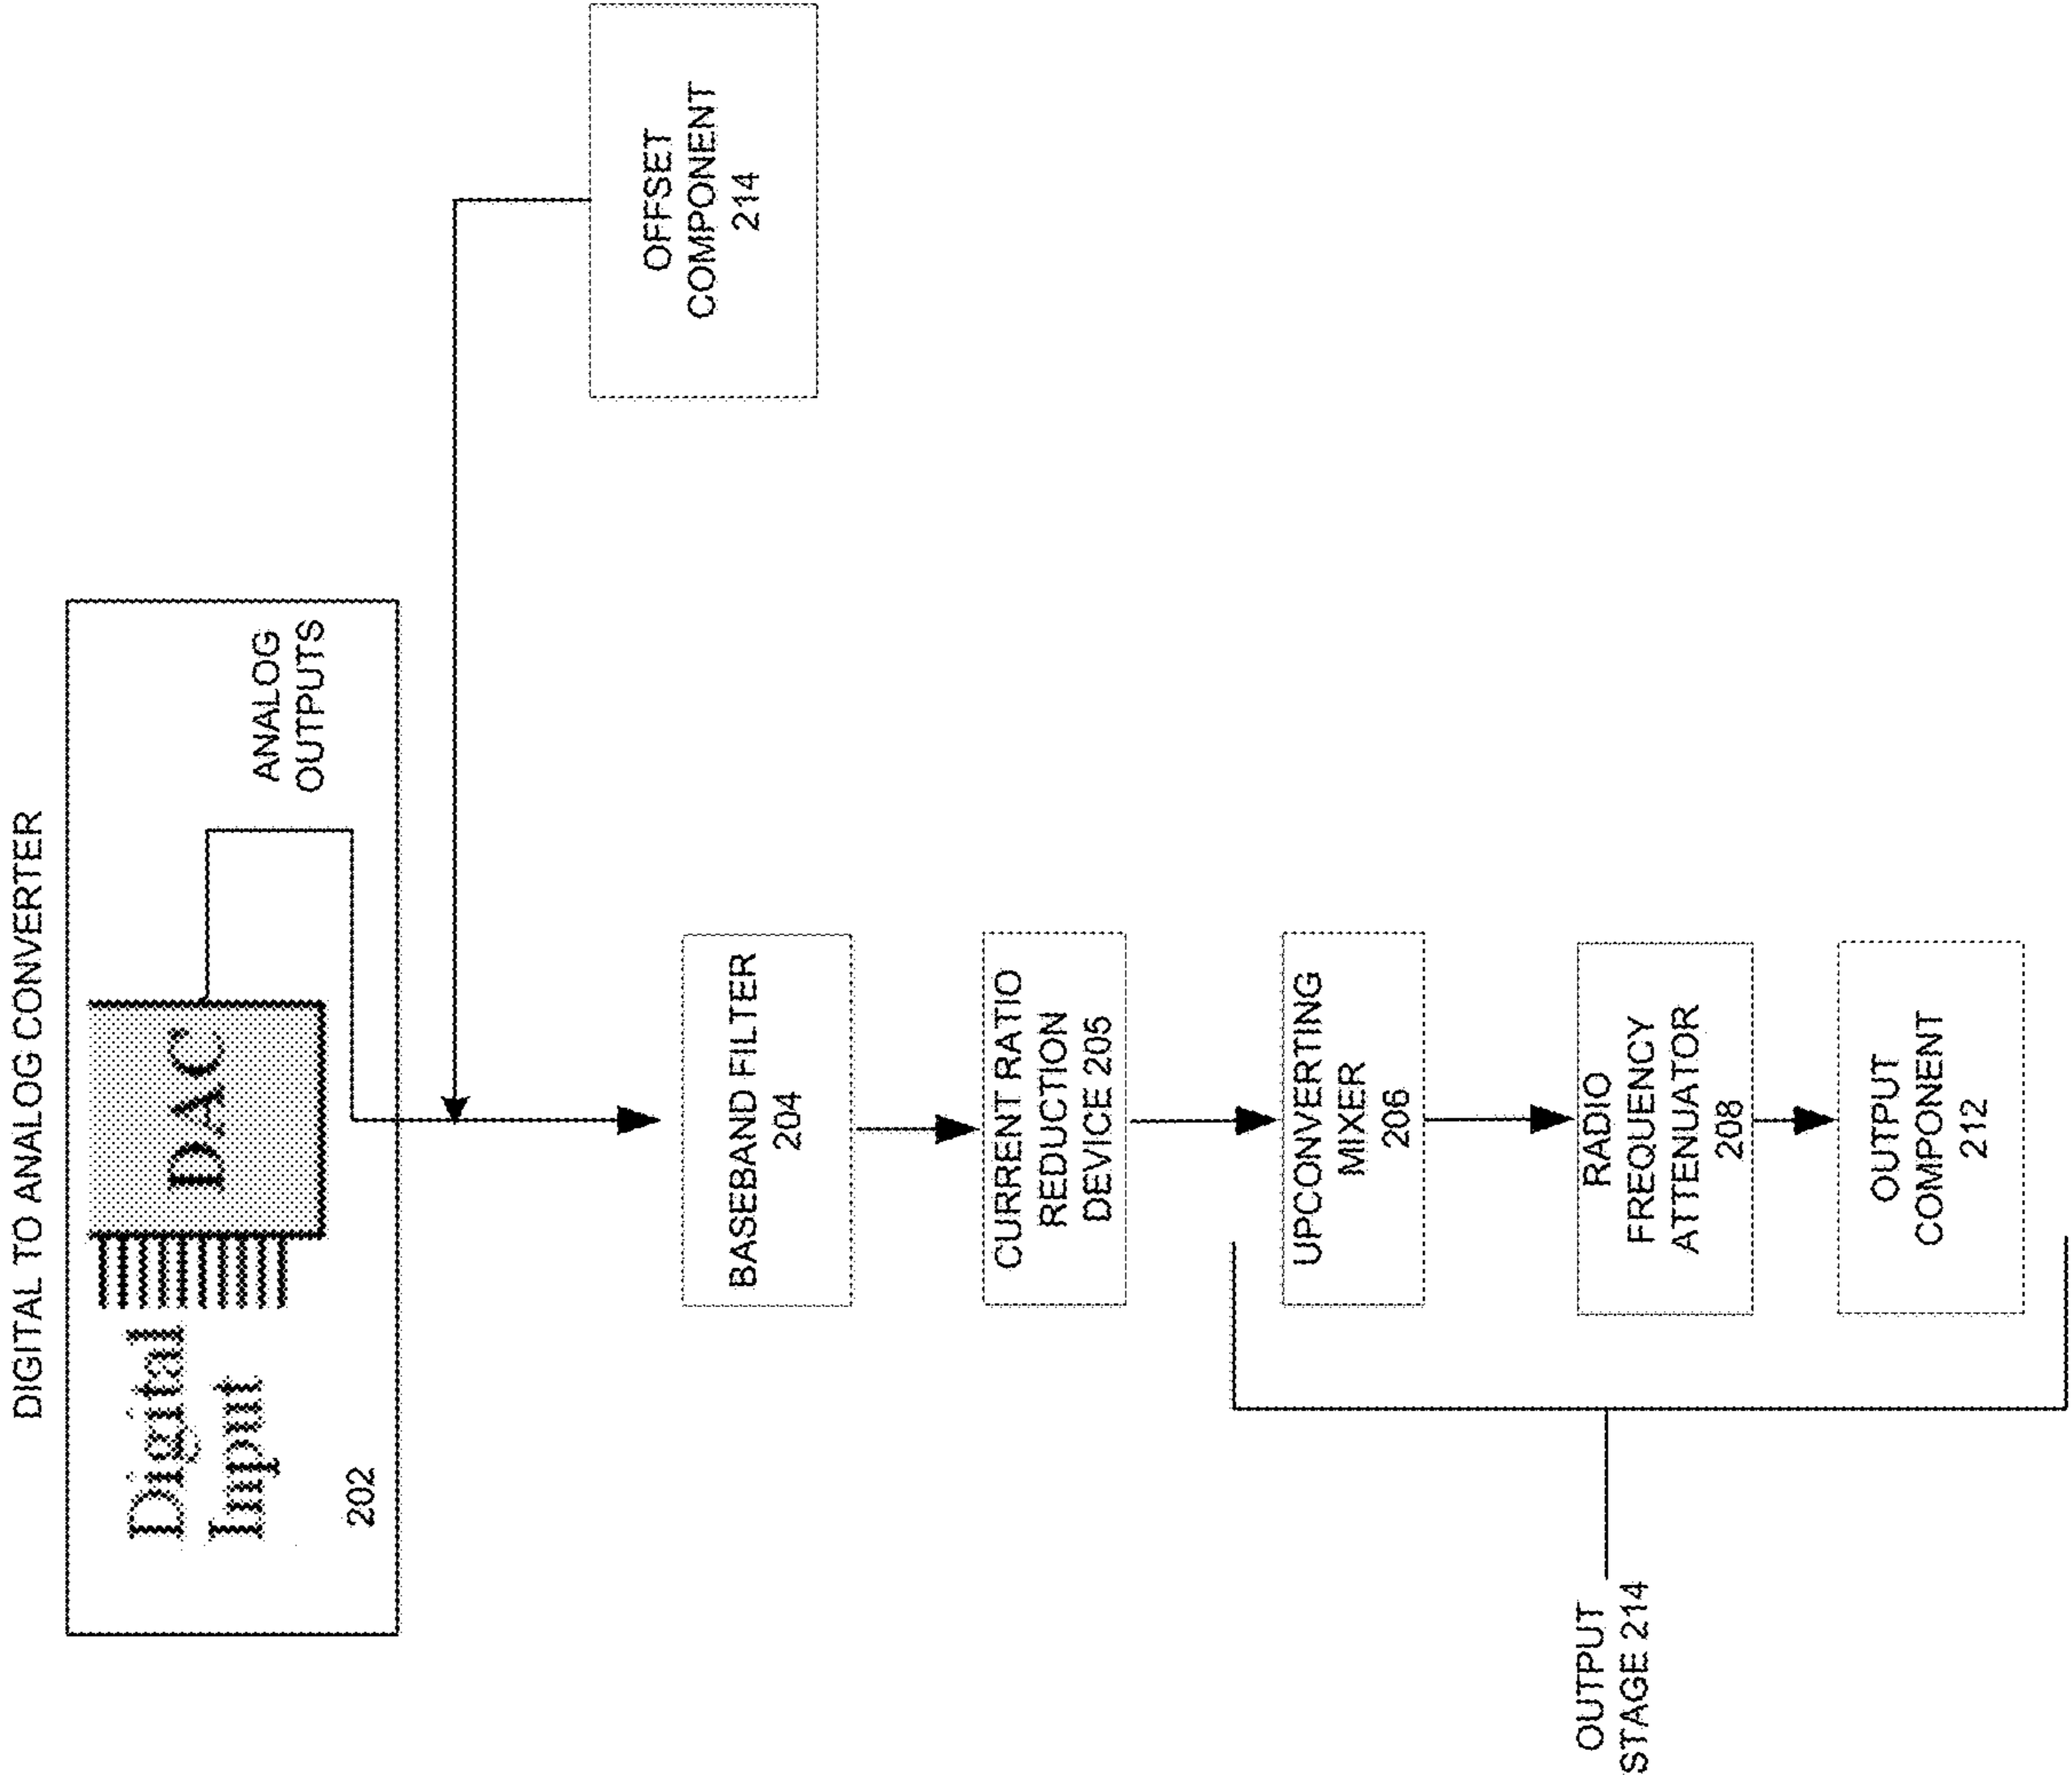 DIGITAL TO ANALOG CONVERTER
Digital
Input
DAC
ANALOG
OUTPUTS
202
OFFSET
COMPONENT
214
BASEBAND FILTER
204
CURRENT RATIO
REDUCTION
DEVICE 205
UPCONVERTING
MIXER
206
RADIO
FREQUENCY
ATTENUATOR
208
OUTPUT
COMPONENT
212
OUTPUT
STAGE 214